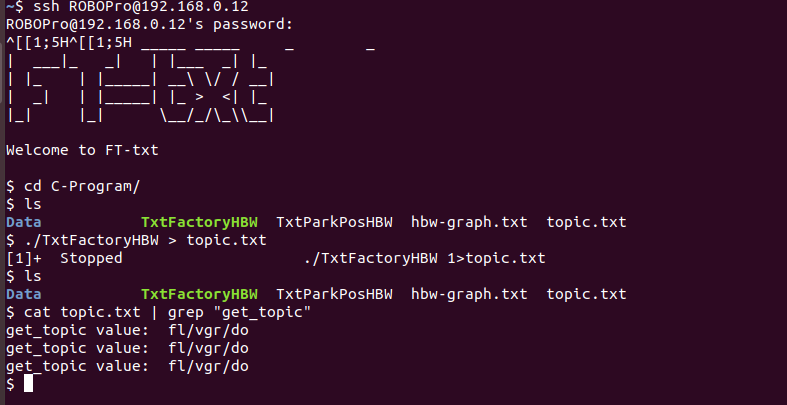 ~$ ssh ROBOPro@192.168.0.12
ROBOPro@192.168.0.12's password:
^[[1;5H^[[1;5H _____ _____     _        _
|  ___|_   _|   | |___  _| |_
| |_    | |_____| __\ \/ / __|
|  _|   | |_____| |_ >  <| |_
|_|     |_|      \__/_/\_\\__|

Welcome to FT-txt

$ cd C-Program/
$ ls
Data           TxtFactoryHBW  TxtParkPosHBW  hbw-graph.txt  topic.txt
$ ./TxtFactoryHBW > topic.txt
[1]+  Stopped                    ./TxtFactoryHBW 1>topic.txt
$ ls
Data           TxtFactoryHBW  TxtParkPosHBW  hbw-graph.txt  topic.txt
$ cat topic.txt | grep "get_topic"
get_topic value:  fl/vgr/do
get_topic value:  fl/vgr/do
get_topic value:  fl/vgr/do
$